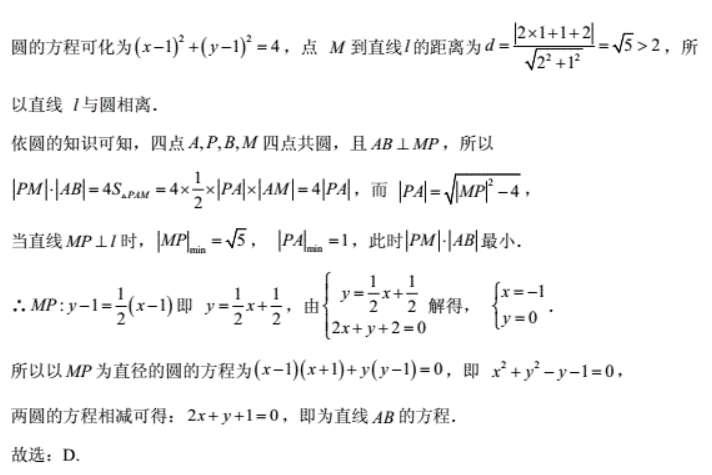 圆的方程可化为 $(x-1)^2+(y-1)^2=4$，点 $M$ 到直线 $l$ 的距离为 $d=\frac{|2\times1+1+2|}{\sqrt{2^2+1^2}}=\sqrt{5}>2$，所
以直线 $l$ 与圆相离.
依圆的知识可知，四点 $A,P,B,M$ 四点共圆，且 $AB\perp MP$，所以
$|PM|\cdot|AB|=4S_{\triangle PAM}=4\times\frac{1}{2}\times|PA|\times|AM|=4|PA|$，而 $|PA|=\sqrt{|MP|^2-4}$，
当直线 $MP\perp l$ 时，$|MP|_{\min}=\sqrt{5}$，$|PA|_{\min}=1$，此时 $|PM|\cdot|AB|$ 最小.
$\therefore MP:y-1=\frac{1}{2}(x-1)$ 即 $y=\frac{1}{2}x+\frac{1}{2}$，由 $\begin{cases}y=\frac{1}{2}x+\frac{1}{2}\\2x+y+2=0\end{cases}$ 解得，$\begin{cases}x=-1\\y=0\end{cases}$.
所以以 $MP$ 为直径的圆的方程为 $(x-1)(x+1)+y(y-1)=0$，即 $x^2+y^2-y-1=0$，
两圆的方程相减可得：$2x+y+1=0$，即为直线 $AB$ 的方程.
故选：D.